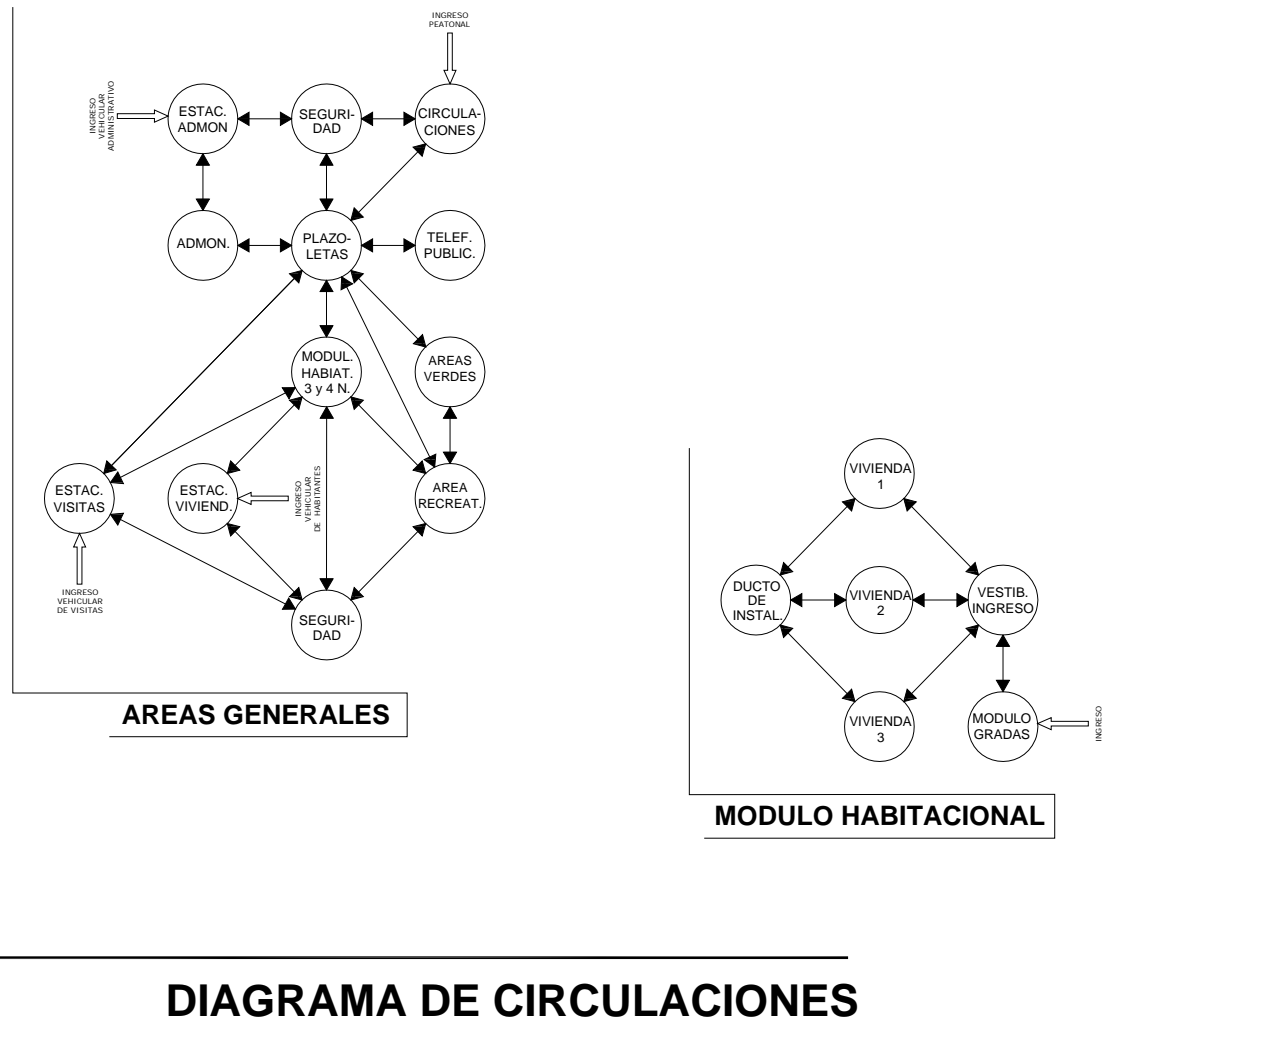 INGRESO
PEATONAL
INGRESO
VEHICULAR
ADMINISTRATIVO
ESTAC.
ADMON
SEGURI-
DAD
CIRCULA-
CIONES
ADMON.
PLAZO-
LETAS
TELEF.
PUBLIC.
MODUL.
HABIAT.
3 y 4 N.
AREAS
VERDES
ESTAC.
VISITAS
ESTAC.
VIVIEND.
INGRESO
VEHICULAR
DE HABITANTES
AREA
RECREAT.
INGRESO
VEHICULAR
DE VISITAS
SEGURI-
DAD
AREAS GENERALES
VIVIENDA
1
DUCTO
DE
INSTAL.
VIVIENDA
2
VESTIB.
INGRESO
VIVIENDA
3
MODULO
GRADAS
INGRESO
MODULO HABITACIONAL
DIAGRAMA DE CIRCULACIONES